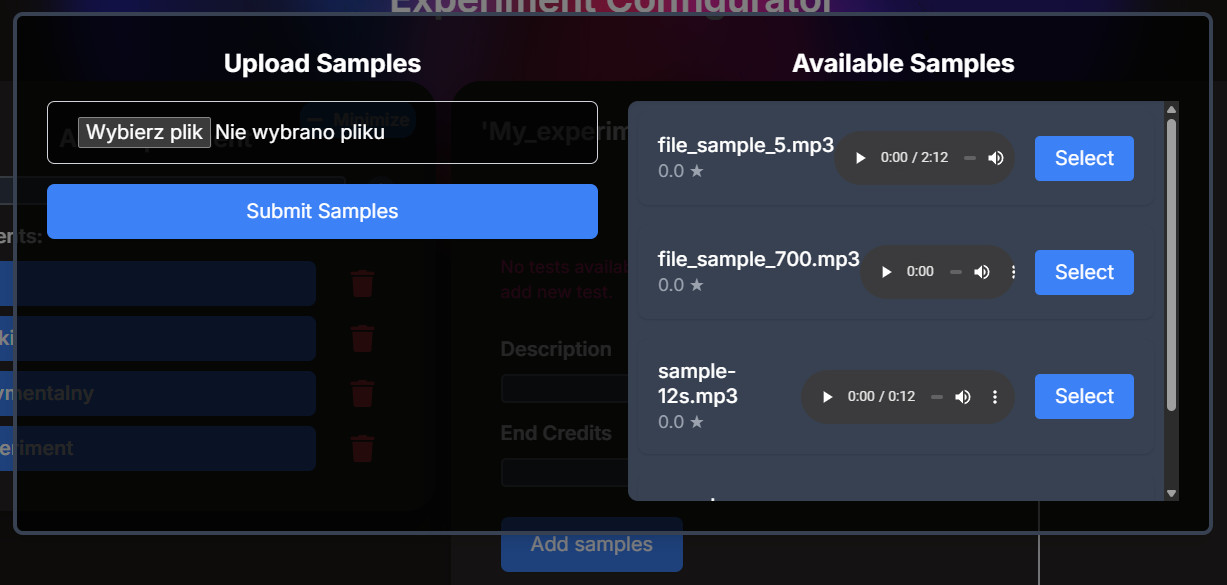 Experiment Configurator
Upload Samples
Available Samples
Minimize
Wybierz plik Nie wybrano pliku
'My_experim
file_sample_5.mp3
0.0 ★
0:00 / 2:12
Select
Submit Samples
ents:
No tests availab
add new test.
file_sample_700.mp3
0.0 ★
0:00
Select
Description
sample-
12s.mp3
0.0 ★
0:00 / 0:12
Select
ki
ymentalny
End Credits
eriment
Add samples